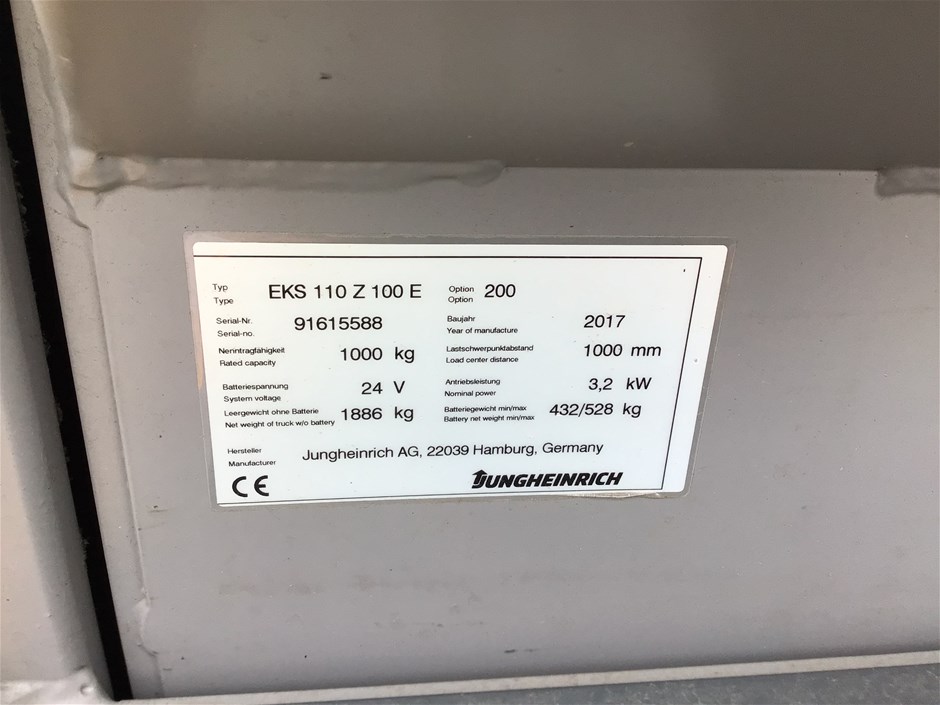 Typ EKS 110 Z 100 E Option 200
Type Option
Serial-Nr. 91615588 Baujahr 2017
Serial-no. Year of manufacture
Nenntragfähigkeit 1000 kg Lastschwerpunktabstand 1000 mm
Rated capacity Load center distance
Batteriespannung 24 V Antriebsleistung 3,2 kW
System voltage Nominal power
Leergewicht ohne Batterie 1886 kg Batteriegewicht min/max 432/528 kg
Net weight of truck w/o battery Battery net weight min/max
Hersteller Jungheinrich AG, 22039 Hamburg, Germany
Manufacturer
CE JUNGHEINRICH